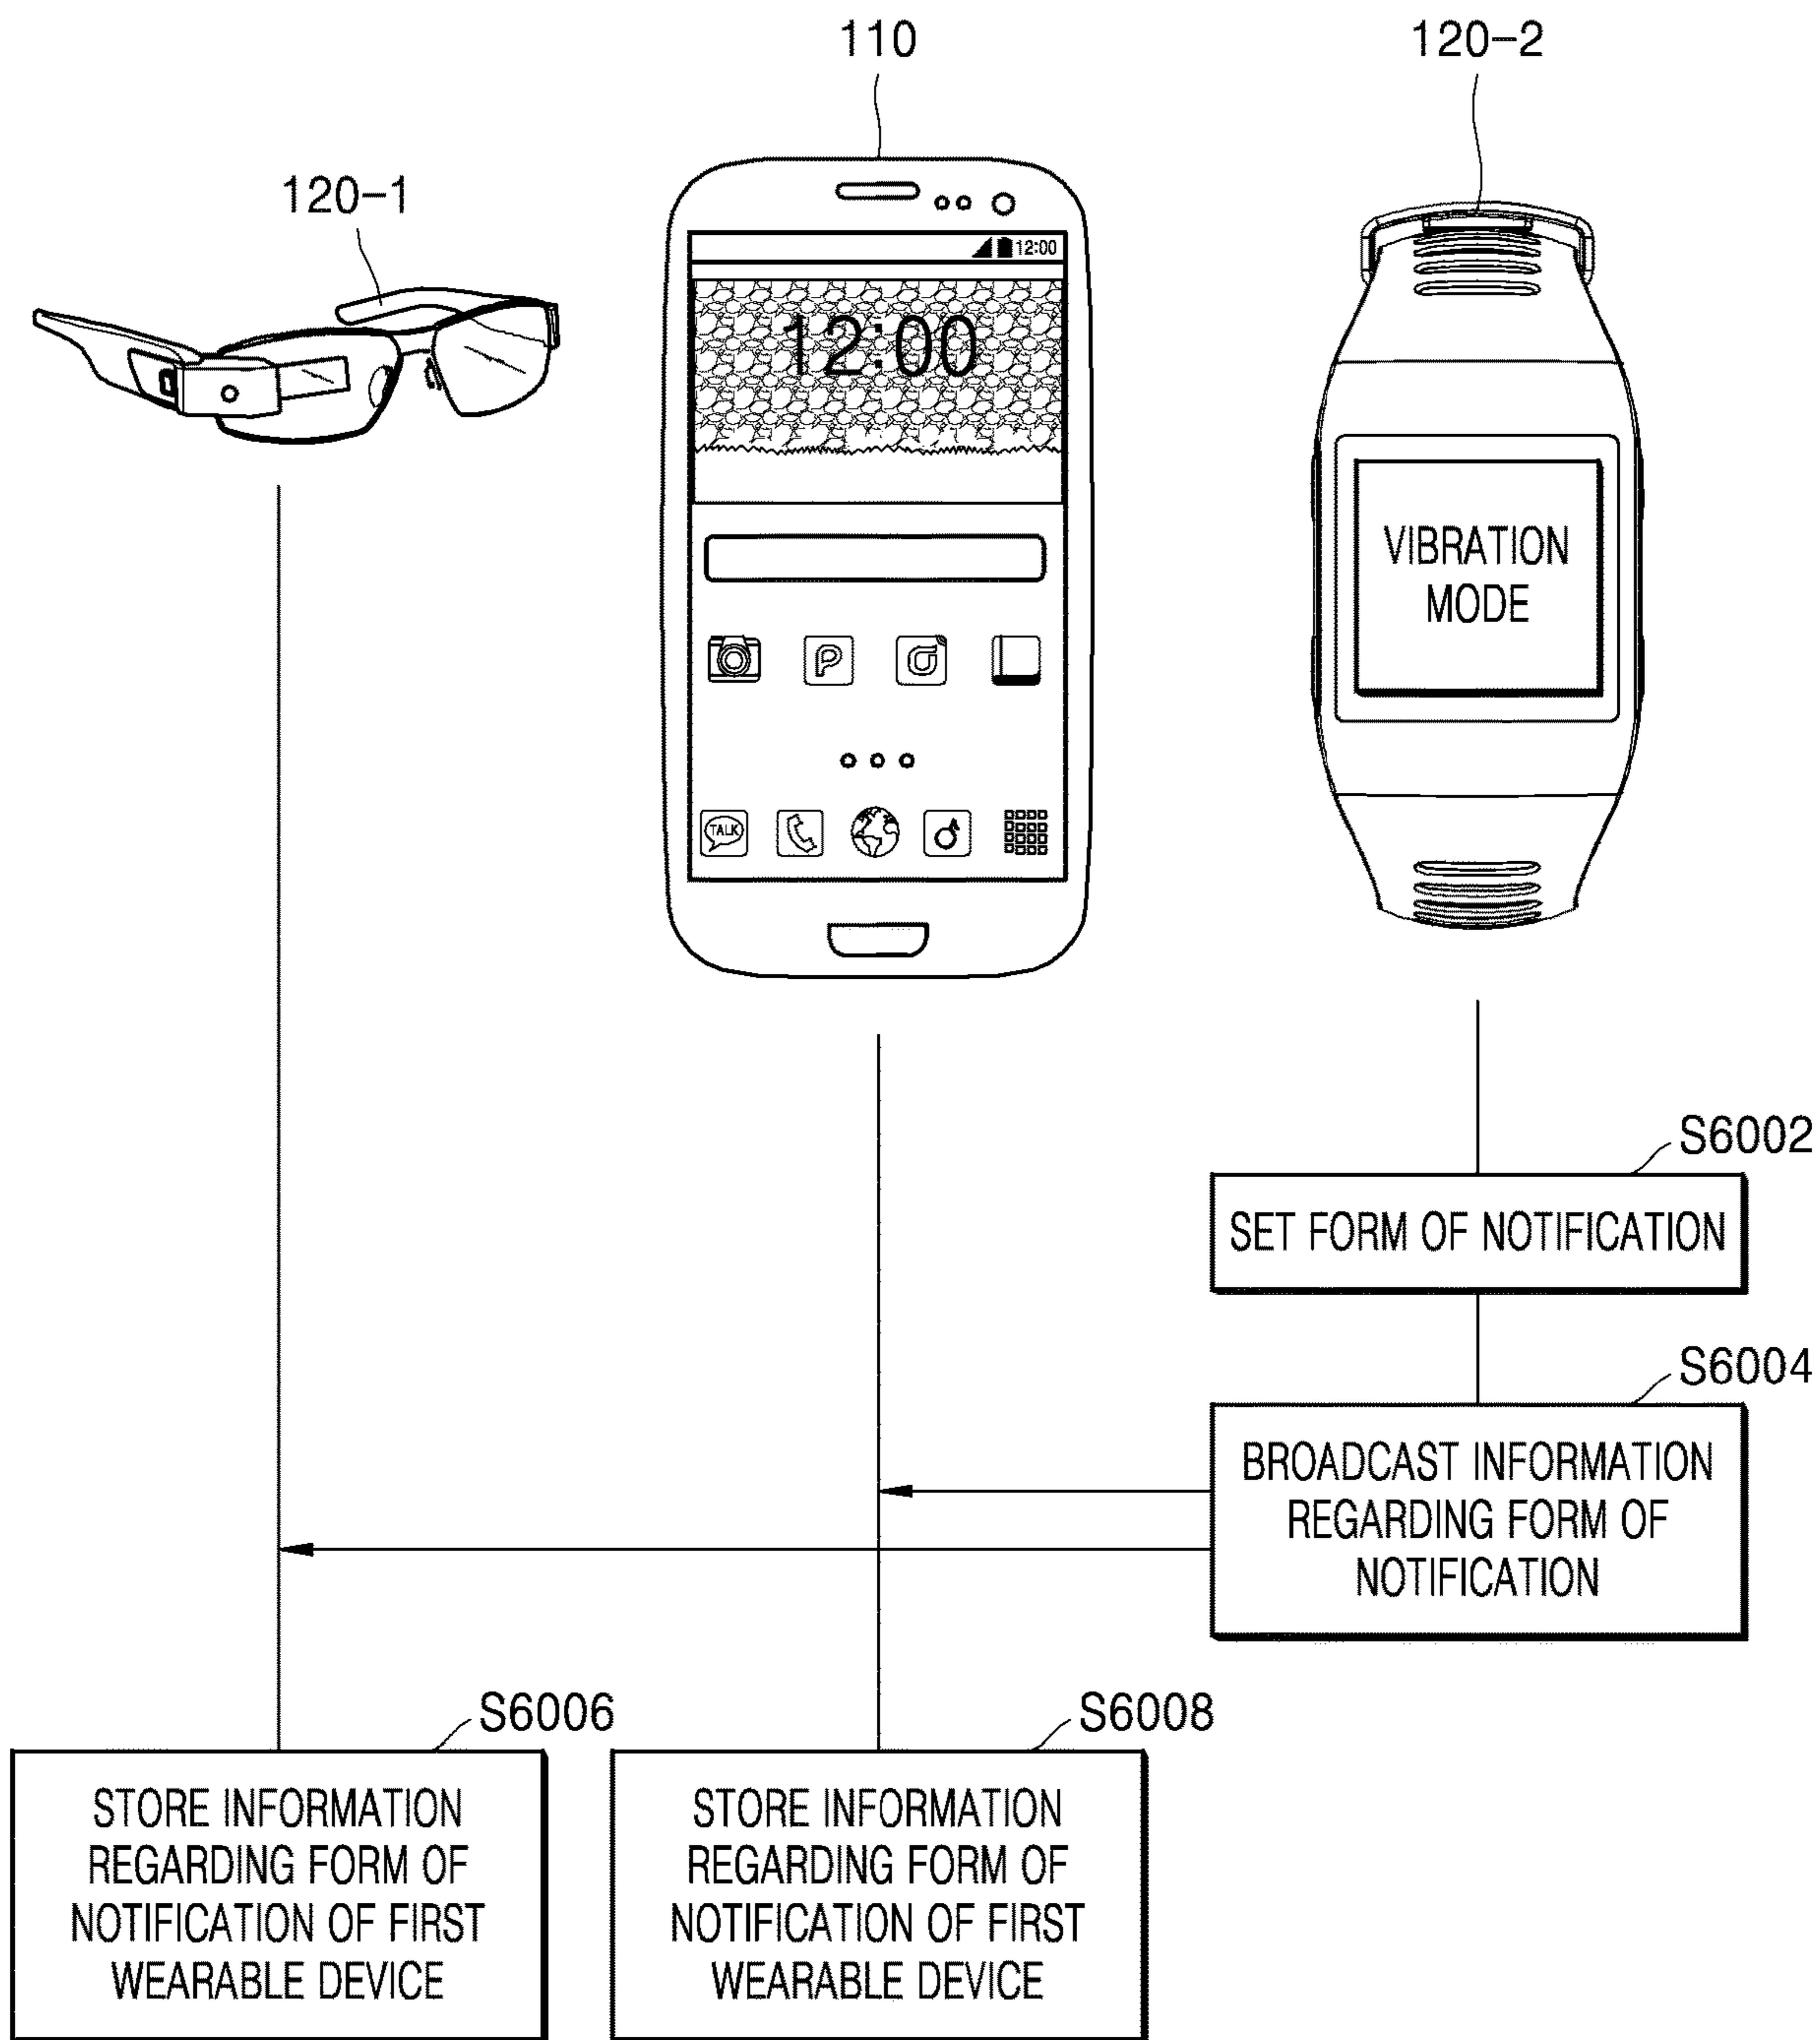 110
120-2
120-1
12:00
12:00
VIBRATION
MODE
P
TALK
S6002
SET FORM OF NOTIFICATION
S6004
BROADCAST INFORMATION
REGARDING FORM OF
NOTIFICATION
S6006
S6008
STORE INFORMATION
REGARDING FORM OF
NOTIFICATION OF FIRST
WEARABLE DEVICE
STORE INFORMATION
REGARDING FORM OF
NOTIFICATION OF FIRST
WEARABLE DEVICE